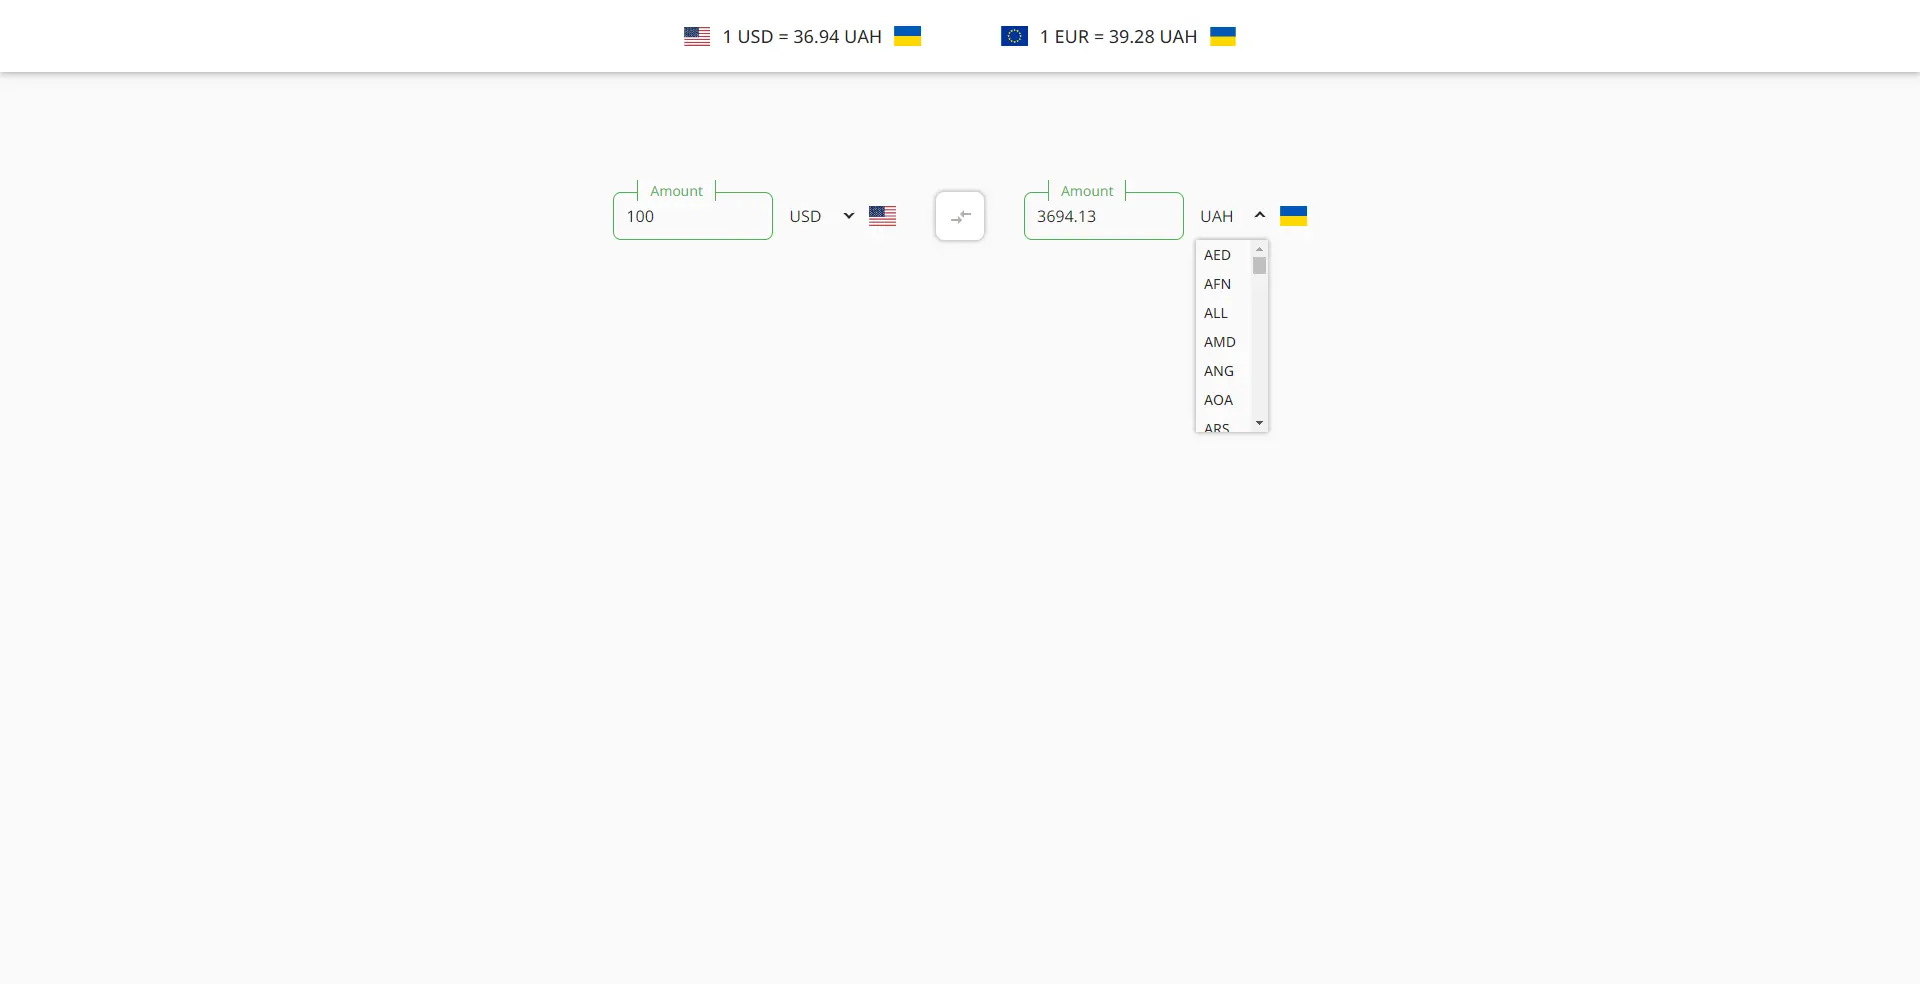 1 USD = 36.94 UAH
1 EUR = 39.28 UAH
Amount
100
USD
Amount
3694.13
UAH
AED
AFN
ALL
AMD
ANG
AOA
ARS